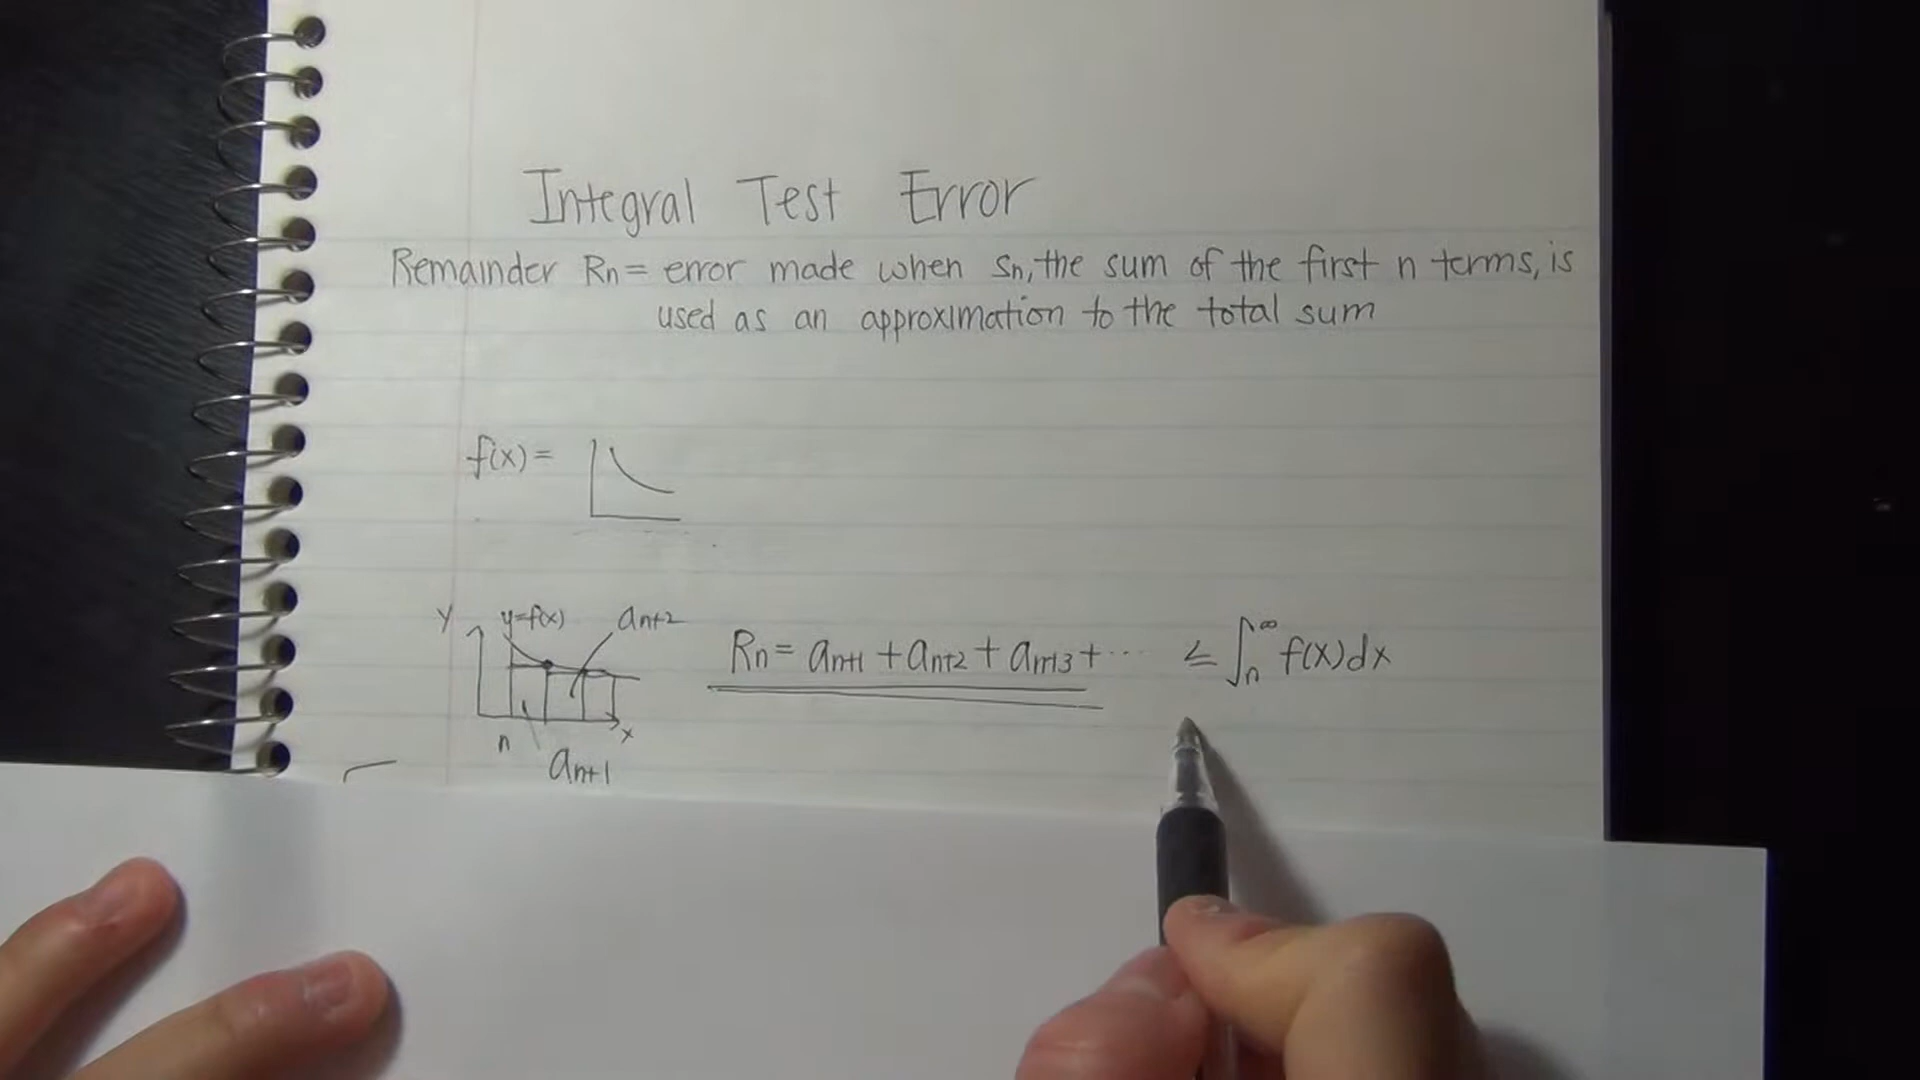 Integral Test Error
Remainder Rn = error made when sn, the sum of the first n terms, is
used as an approximation to the total sum
f(x) =
y
y=f(x)
an+2
Rn = an+1 + an+2 + an+3 + ··· ≤ ∫n^∞ f(x)dx
n
x
an+1